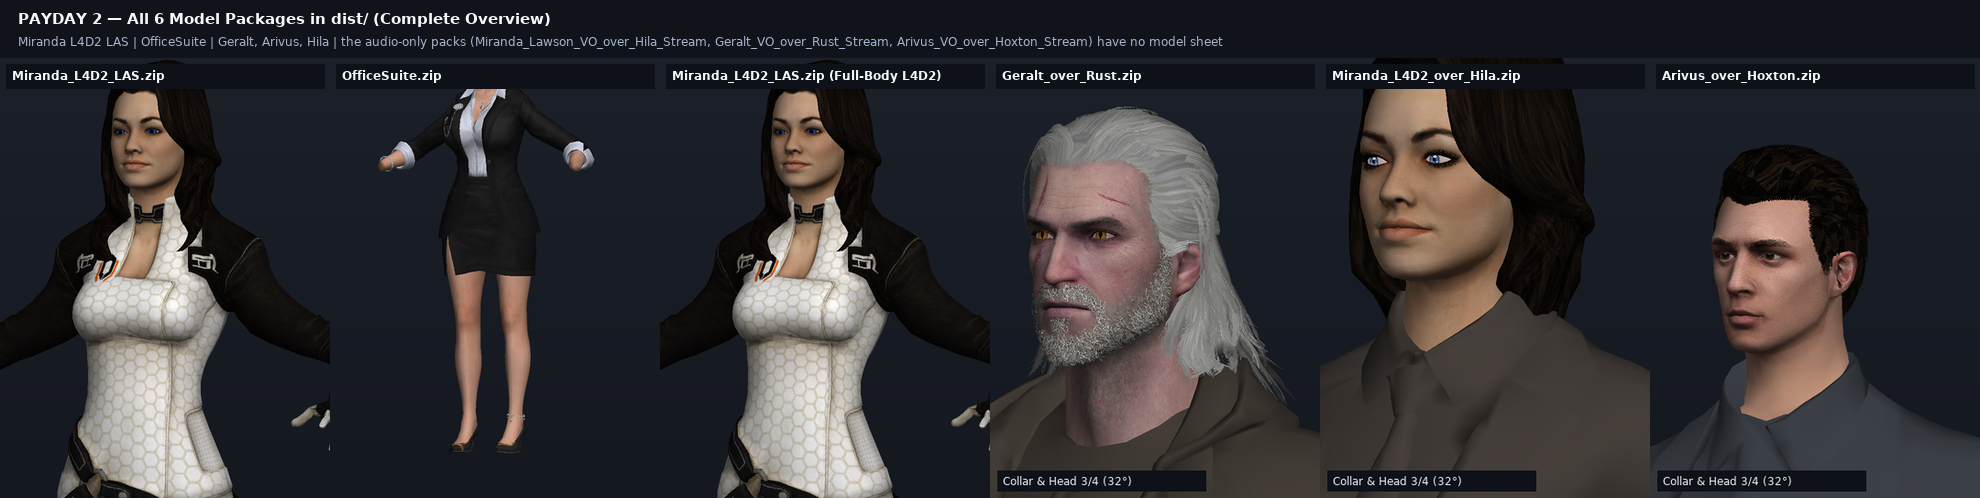 PAYDAY 2 — All 6 Model Packages in dist/ (Complete Overview)
Miranda L4D2 LAS | OfficeSuite | Geralt, Arivus, Hila | the audio-only packs (Miranda_Lawson_VO_over_Hila_Stream, Geralt_VO_over_Rust_Stream, Arivus_VO_over_Hoxton_Stream) have no model sheet
Miranda_L4D2_LAS.zip
OfficeSuite.zip
Miranda_L4D2_LAS.zip (Full-Body L4D2)
Geralt_over_Rust.zip
Miranda_L4D2_over_Hila.zip
Arivus_over_Hoxton.zip
Collar & Head 3/4 (32°)
Collar & Head 3/4 (32°)
Collar & Head 3/4 (32°)